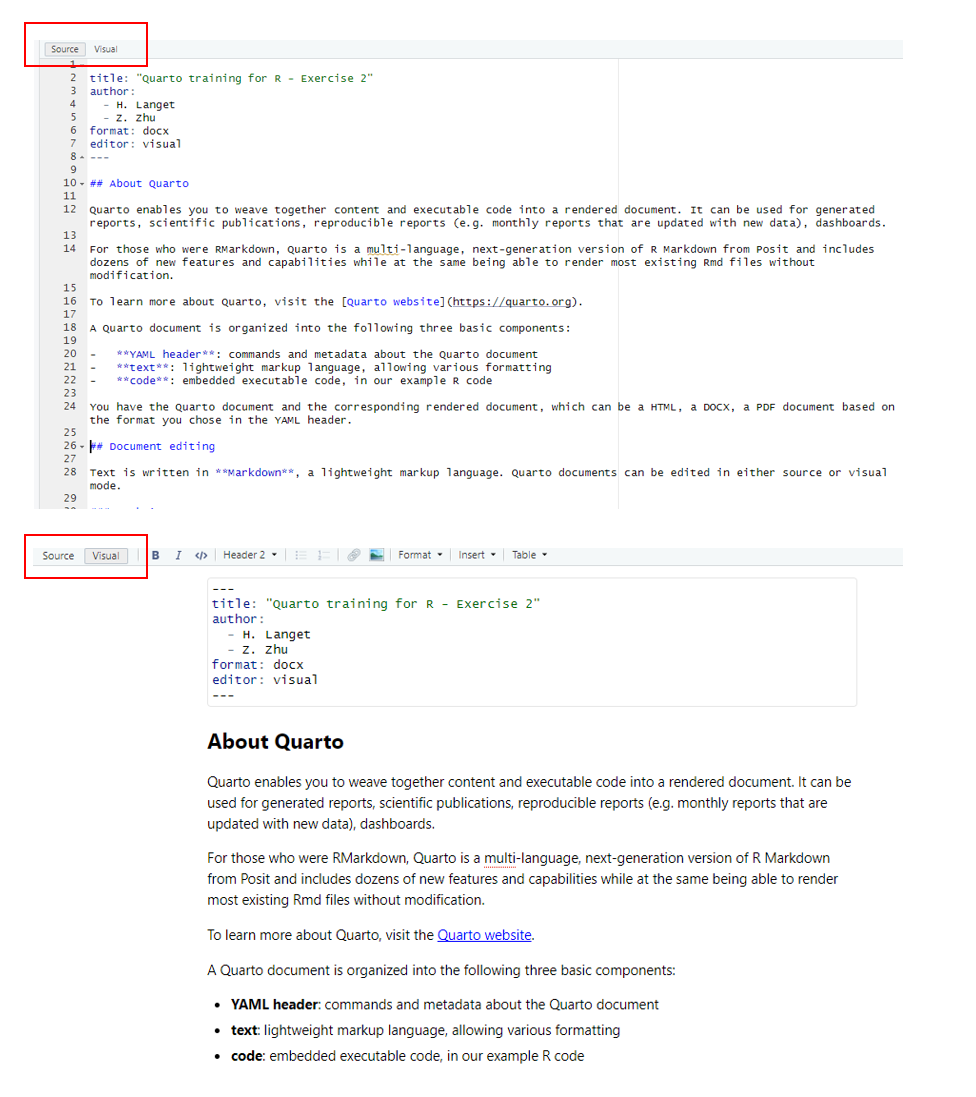 Source Visual
1
2 title: "Quarto training for R - Exercise 2"
3 author:
4 - H. Langet
5 - Z. Zhu
6 format: docx
7 editor: visual
8 ---
9
10 ## About Quarto
11
12 Quarto enables you to weave together content and executable code into a rendered document. It can be used for generated
reports, scientific publications, reproducible reports (e.g. monthly reports that are updated with new data), dashboards.
13
14 For those who were RMarkdown, Quarto is a multi-language, next-generation version of R Markdown from Posit and includes
dozens of new features and capabilities while at the same being able to render most existing Rmd files without
modification.
15
16 To learn more about Quarto, visit the [Quarto website](https://quarto.org).
17
18 A Quarto document is organized into the following three basic components:
19
20 - **YAML header**: commands and metadata about the Quarto document
21 - **text**: lightweight markup language, allowing various formatting
22 - **code**: embedded executable code, in our example R code
23
24 You have the Quarto document and the corresponding rendered document, which can be a HTML, a DOCX, a PDF document based on
the format you chose in the YAML header.
25
26 ## Document editing
27
28 Text is written in **Markdown**, a lightweight markup language. Quarto documents can be edited in either source or visual
mode.
29
Source Visual B I </> Header 2 Format Insert Table
---
title: "Quarto training for R - Exercise 2"
author:
- H. Langet
- Z. Zhu
format: docx
editor: visual
---
About Quarto
Quarto enables you to weave together content and executable code into a rendered document. It can be
used for generated reports, scientific publications, reproducible reports (e.g. monthly reports that are
updated with new data), dashboards.
For those who were RMarkdown, Quarto is a multi-language, next-generation version of R Markdown
from Posit and includes dozens of new features and capabilities while at the same being able to render
most existing Rmd files without modification.
To learn more about Quarto, visit the Quarto website.
A Quarto document is organized into the following three basic components:
• YAML header: commands and metadata about the Quarto document
• text: lightweight markup language, allowing various formatting
• code: embedded executable code, in our example R code